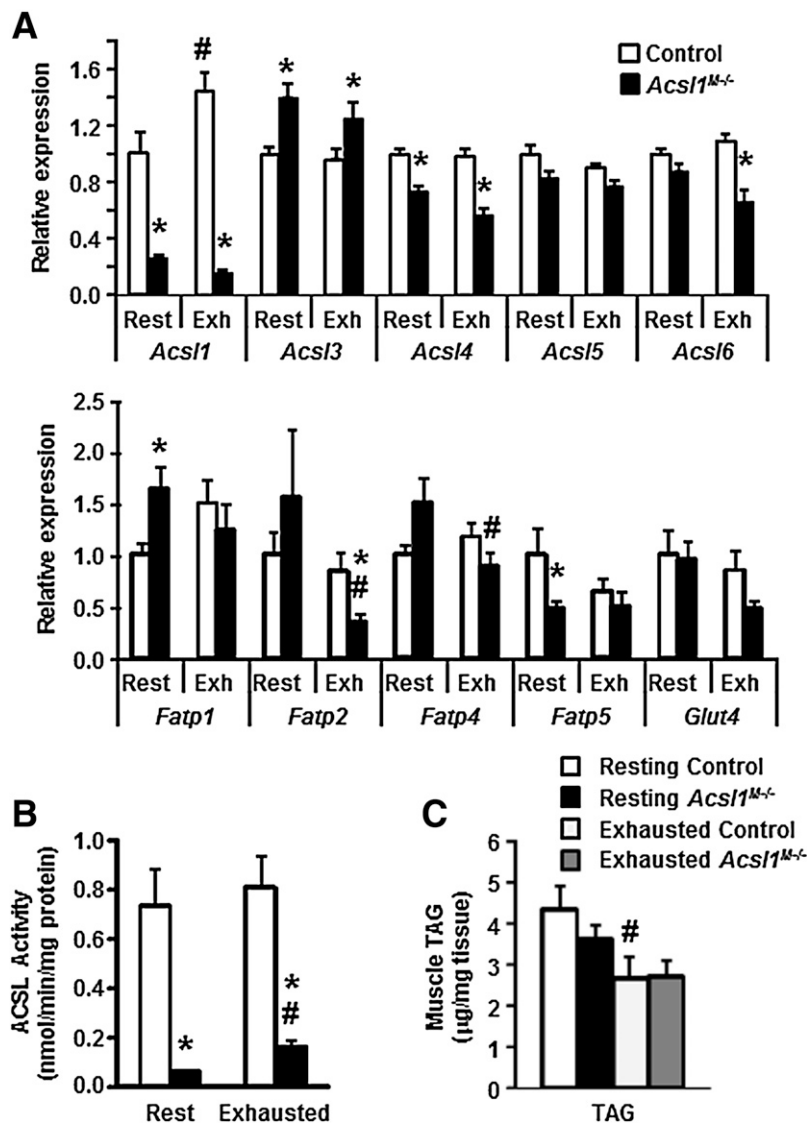 A
Control
Acsl1M-/-
Relative expression
1.6
1.2
0.8
0.4
0.0
#
*
*
*
*
*
*
*
Rest Exh Rest Exh Rest Exh Rest Exh Rest Exh
Acsl1 Acsl3 Acsl4 Acsl5 Acsl6
Relative expression
2.5
2.0
1.5
1.0
0.5
0.0
*
*
#
#
*
Rest Exh Rest Exh Rest Exh Rest Exh Rest Exh
Fatp1 Fatp2 Fatp4 Fatp5 Glut4
B
ACSL Activity
(nmol/min/mg protein)
1.0
0.8
0.6
0.4
0.2
0.0
*
*
#
Rest Exhausted
Resting Control
Resting Acsl1M-/-
Exhausted Control
Exhausted Acsl1M-/-
C
Muscle TAG
(µg/mg tissue)
6
5
4
3
2
1
0
#
TAG